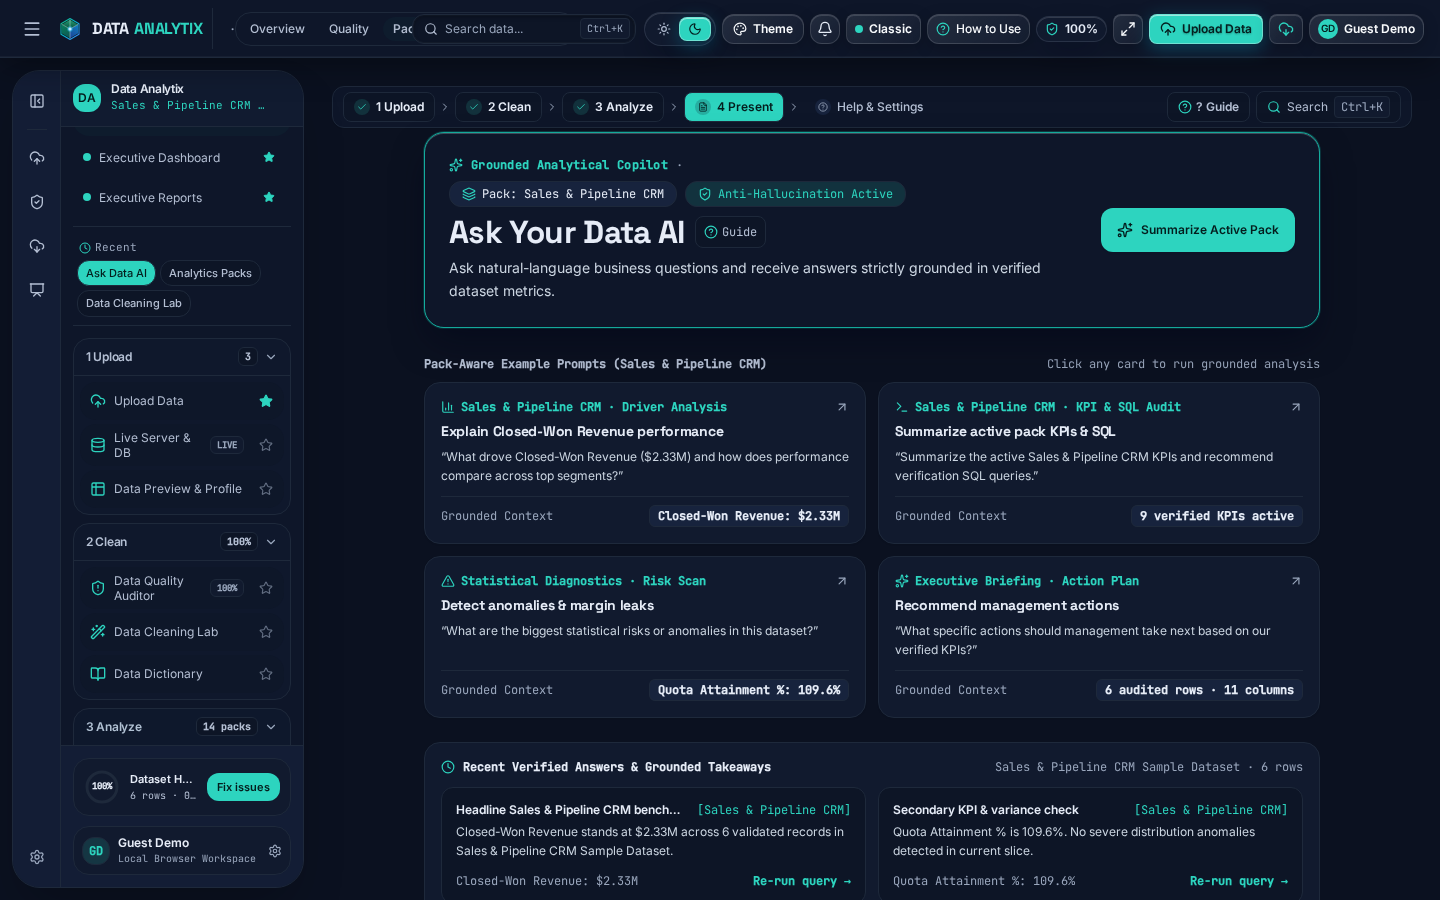 DATA ANALYTIX
Overview
Quality
Search data...
Ctrl+K
Theme
Classic
How to Use
100%
Upload Data
GD
Guest Demo
DA
Data Analytix
Sales & Pipeline CRM …
Executive Dashboard
Executive Reports
Recent
Ask Data AI
Analytics Packs
Data Cleaning Lab
1 Upload
3
Upload Data
Live Server &
DB
LIVE
Data Preview & Profile
2 Clean
100%
Data Quality
Auditor
100%
Data Cleaning Lab
Data Dictionary
3 Analyze
14 packs
100%
Dataset H...
6 rows · 0…
Fix issues
GD
Guest Demo
Local Browser Workspace
1 Upload
2 Clean
3 Analyze
4 Present
Help & Settings
? Guide
Search
Ctrl+K
Grounded Analytical Copilot ·
Pack: Sales & Pipeline CRM
Anti-Hallucination Active
Ask Your Data AI
Guide
Ask natural-language business questions and receive answers strictly grounded in verified
dataset metrics.
Summarize Active Pack
Pack-Aware Example Prompts (Sales & Pipeline CRM)
Click any card to run grounded analysis
Sales & Pipeline CRM · Driver Analysis
Explain Closed-Won Revenue performance
“What drove Closed-Won Revenue ($2.33M) and how does performance
compare across top segments?”
Grounded Context
Closed-Won Revenue: $2.33M
Sales & Pipeline CRM · KPI & SQL Audit
Summarize active pack KPIs & SQL
“Summarize the active Sales & Pipeline CRM KPIs and recommend
verification SQL queries.”
Grounded Context
9 verified KPIs active
Statistical Diagnostics · Risk Scan
Detect anomalies & margin leaks
“What are the biggest statistical risks or anomalies in this dataset?”
Grounded Context
Quota Attainment %: 109.6%
Executive Briefing · Action Plan
Recommend management actions
“What specific actions should management take next based on our
verified KPIs?”
Grounded Context
6 audited rows · 11 columns
Recent Verified Answers & Grounded Takeaways
Sales & Pipeline CRM Sample Dataset · 6 rows
Headline Sales & Pipeline CRM bench...
[Sales & Pipeline CRM]
Closed-Won Revenue stands at $2.33M across 6 validated records in
Sales & Pipeline CRM Sample Dataset.
Closed-Won Revenue: $2.33M
Re-run query →
Secondary KPI & variance check
[Sales & Pipeline CRM]
Quota Attainment % is 109.6%. No severe distribution anomalies
detected in current slice.
Quota Attainment %: 109.6%
Re-run query →